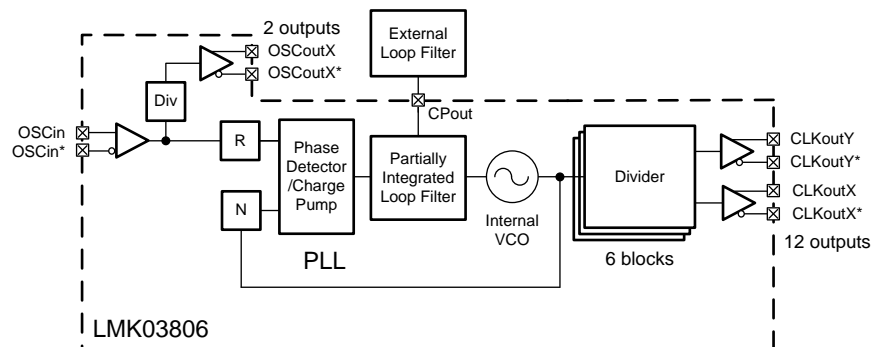 2 outputs
OSCoutX
OSCoutX*
Div
External
Loop Filter
CPout
OSCin
OSCin*
R
N
Phase
Detector
/Charge
Pump
PLL
Partially
Integrated
Loop Filter
Internal
VCO
Divider
6 blocks
CLKoutY
CLKoutY*
CLKoutX
CLKoutX*
12 outputs
LMK03806